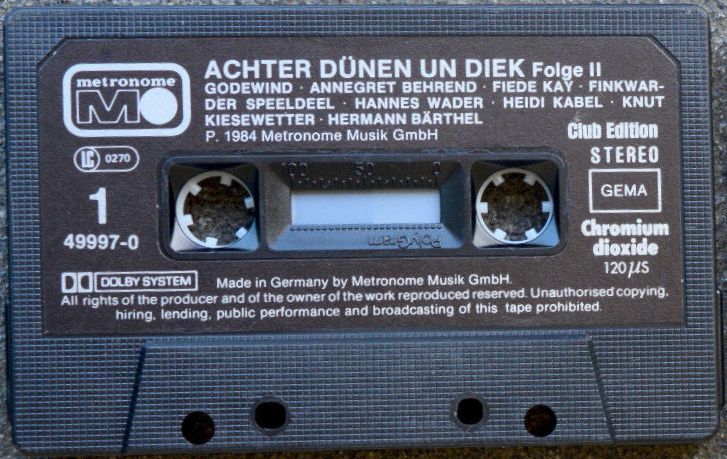 metronome
MO
ACHTER DÜNEN UN DIEK Folge II
GODEWIND · ANNEGRET BEHREND · FIEDE KAY · FINKWAR-
DER SPEELDEEL · HANNES WADER · HEIDI KABEL · KNUT
KIESEWETTER · HERMANN BÄRTHEL
P. 1984 Metronome Musik GmbH
LC 0270
Club Edition
STEREO
GEMA
1
49997-0
100 50 0
PolyGram
Chromium
dioxide
120 µs
DOLBY SYSTEM
Made in Germany by Metronome Musik GmbH.
All rights of the producer and of the owner of the work reproduced reserved. Unauthorised copying,
hiring, lending, public performance and broadcasting of this tape prohibited.